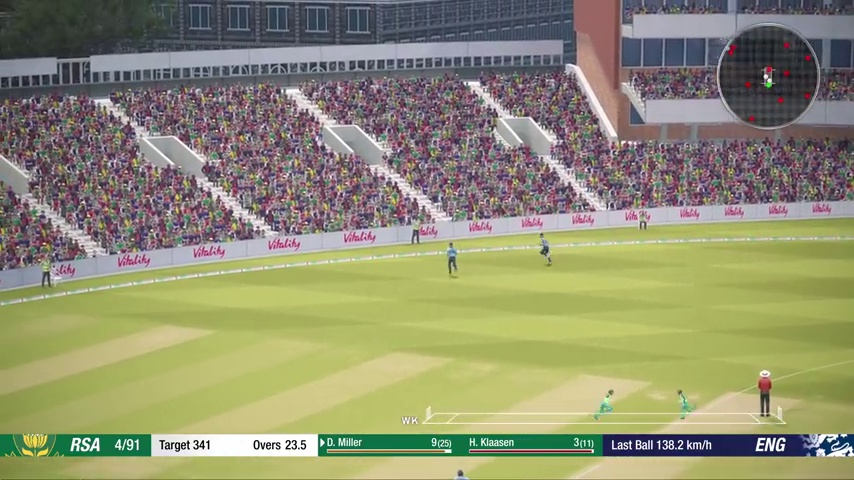 Vitality Vitality Vitality Vitality Vitality Vitality Vitality Vitality Vitality Vitality Vitality Vitality
WK
RSA 4/91 Target 341 Overs 23.5 D. Miller 9(25) H. Klaasen 3(11) Last Ball 138.2 km/h ENG